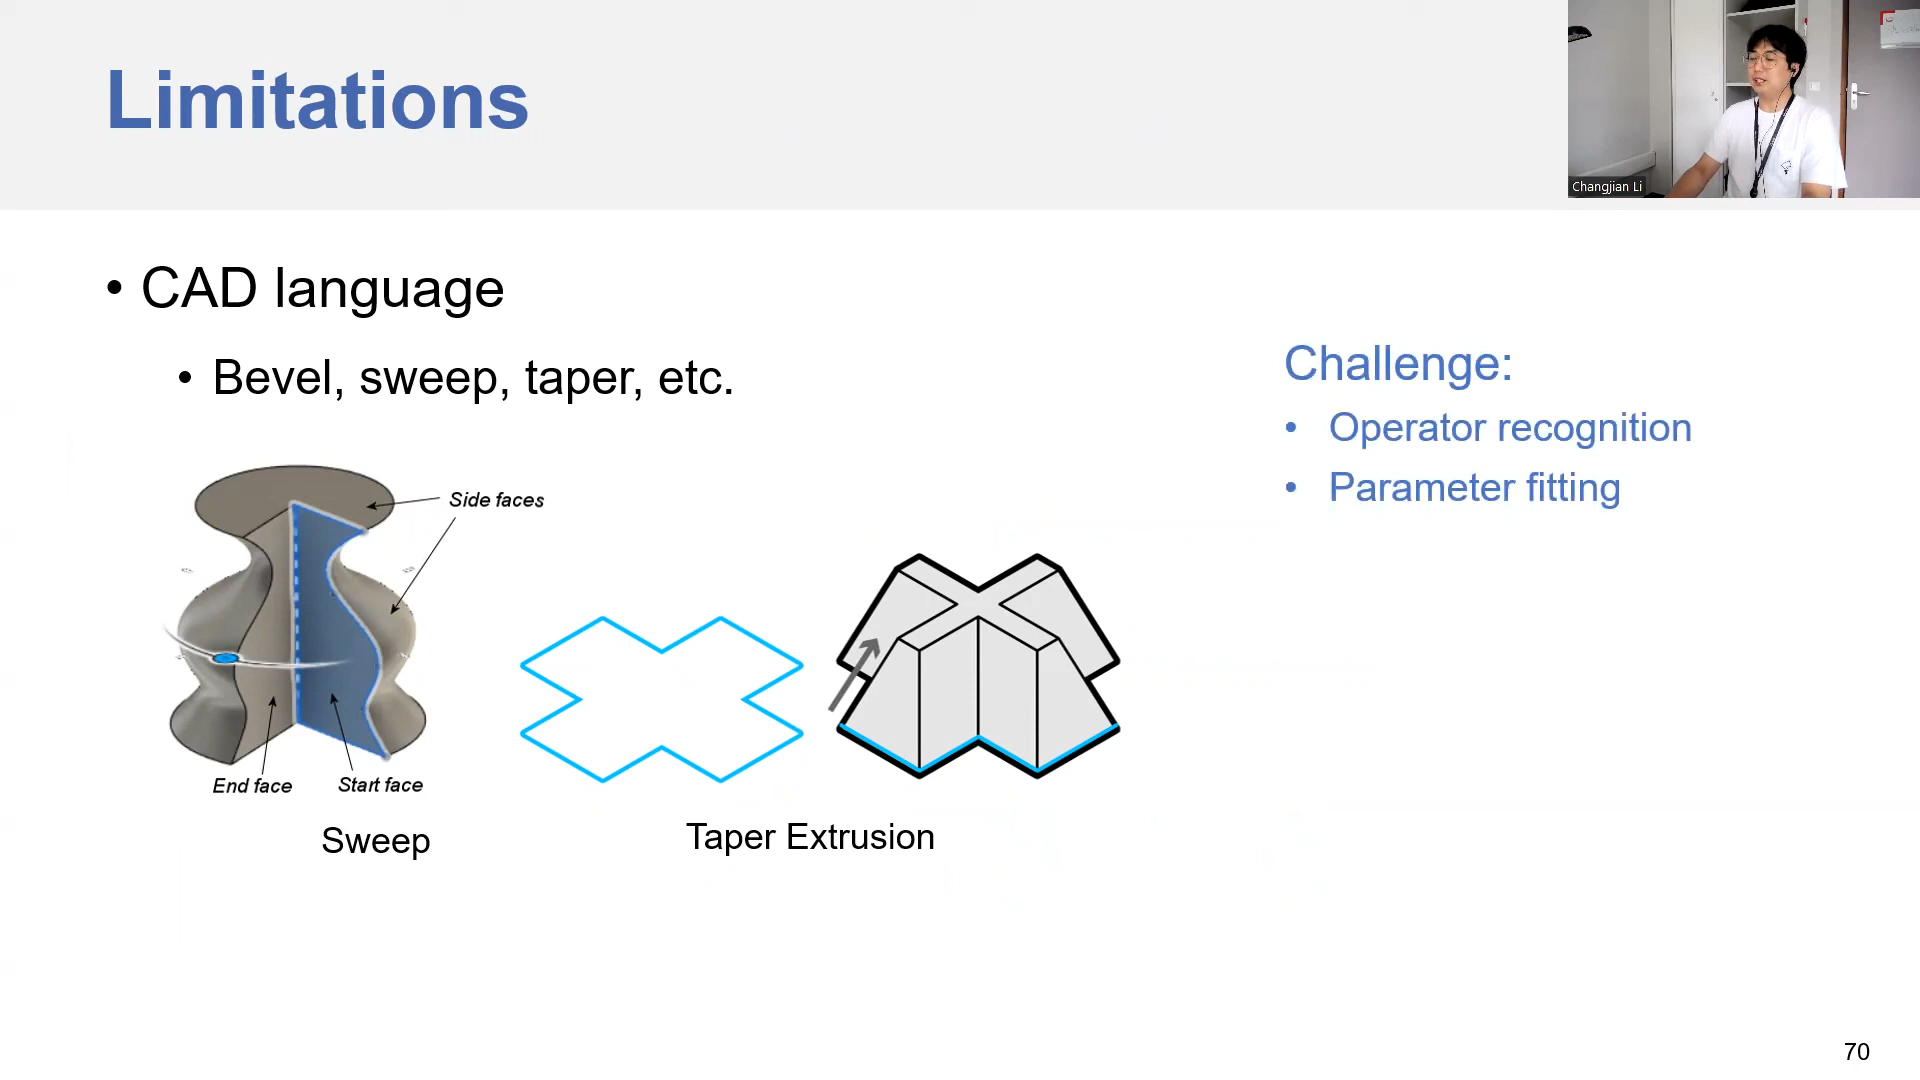 Limitations
Changjian Li
• CAD language
• Bevel, sweep, taper, etc.
Challenge:
• Operator recognition
• Parameter fitting
Side faces
End face
Start face
Sweep
Taper Extrusion
70